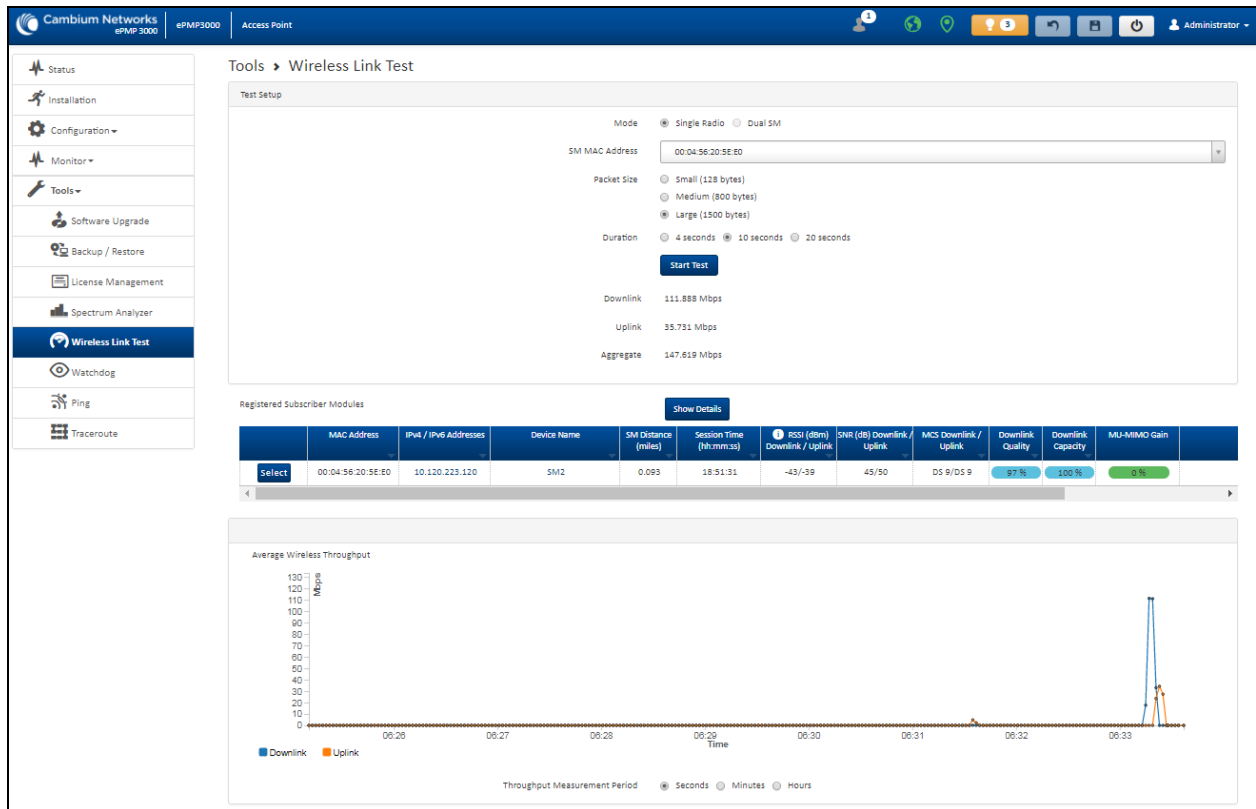 Cambium Networks
ePMP 3000
ePMP3000
Access Point
1
3
Administrator
Status
Installation
Configuration
Monitor
Tools
Software Upgrade
Backup / Restore
License Management
Spectrum Analyzer
Wireless Link Test
Watchdog
Ping
Traceroute
Tools > Wireless Link Test
Test Setup
Mode Single Radio Dual SM
SM MAC Address 00:04:56:20:5E:E0
Packet Size Small (128 bytes)
Medium (800 bytes)
Large (1500 bytes)
Duration 4 seconds 10 seconds 20 seconds
Start Test
Downlink 111.888 Mbps
Uplink 35.731 Mbps
Aggregate 147.619 Mbps
Registered Subscriber Modules Show Details
MAC Address IPv4 / IPv6 Addresses Device Name SM Distance (miles) Session Time (hh:mm:ss) RSSI (dBm) Downlink / Uplink SNR (dB) Downlink / Uplink MCS Downlink / Uplink Downlink Quality Downlink Capacity MU-MIMO Gain
Select 00:04:56:20:5E:E0 10.120.223.120 SM2 0.093 18:51:31 -43/-39 45/50 DS 9/DS 9 97 % 100 % 0 %
Average Wireless Throughput
Mbps
130
120
110
100
90
80
70
60
50
40
30
20
10
0
06:26 06:27 06:28 06:29 06:30 06:31 06:32 06:33
Time
Downlink Uplink
Throughput Measurement Period Seconds Minutes Hours